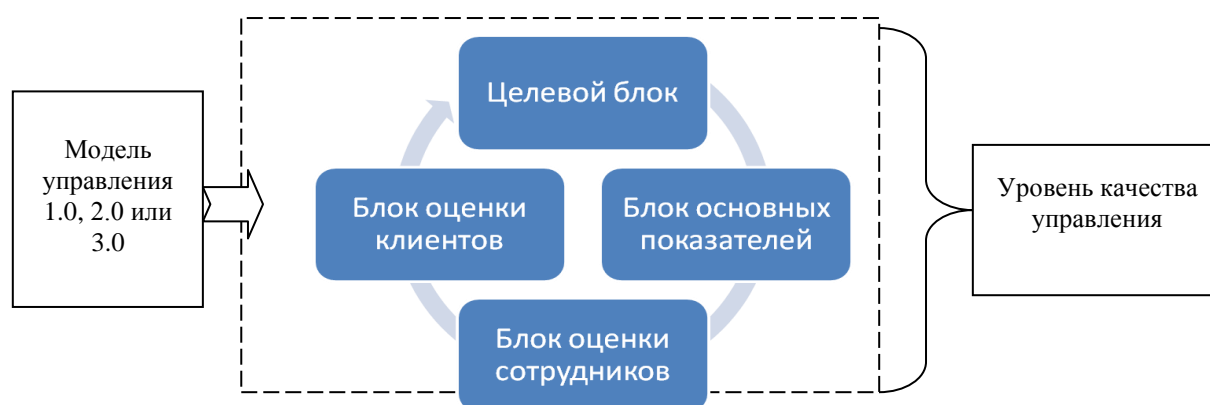 Модель
управления
1.0, 2.0 или
3.0
Целевой блок
Блок оценки
клиентов
Блок основных
показателей
Блок оценки
сотрудников
Уровень качества
управления